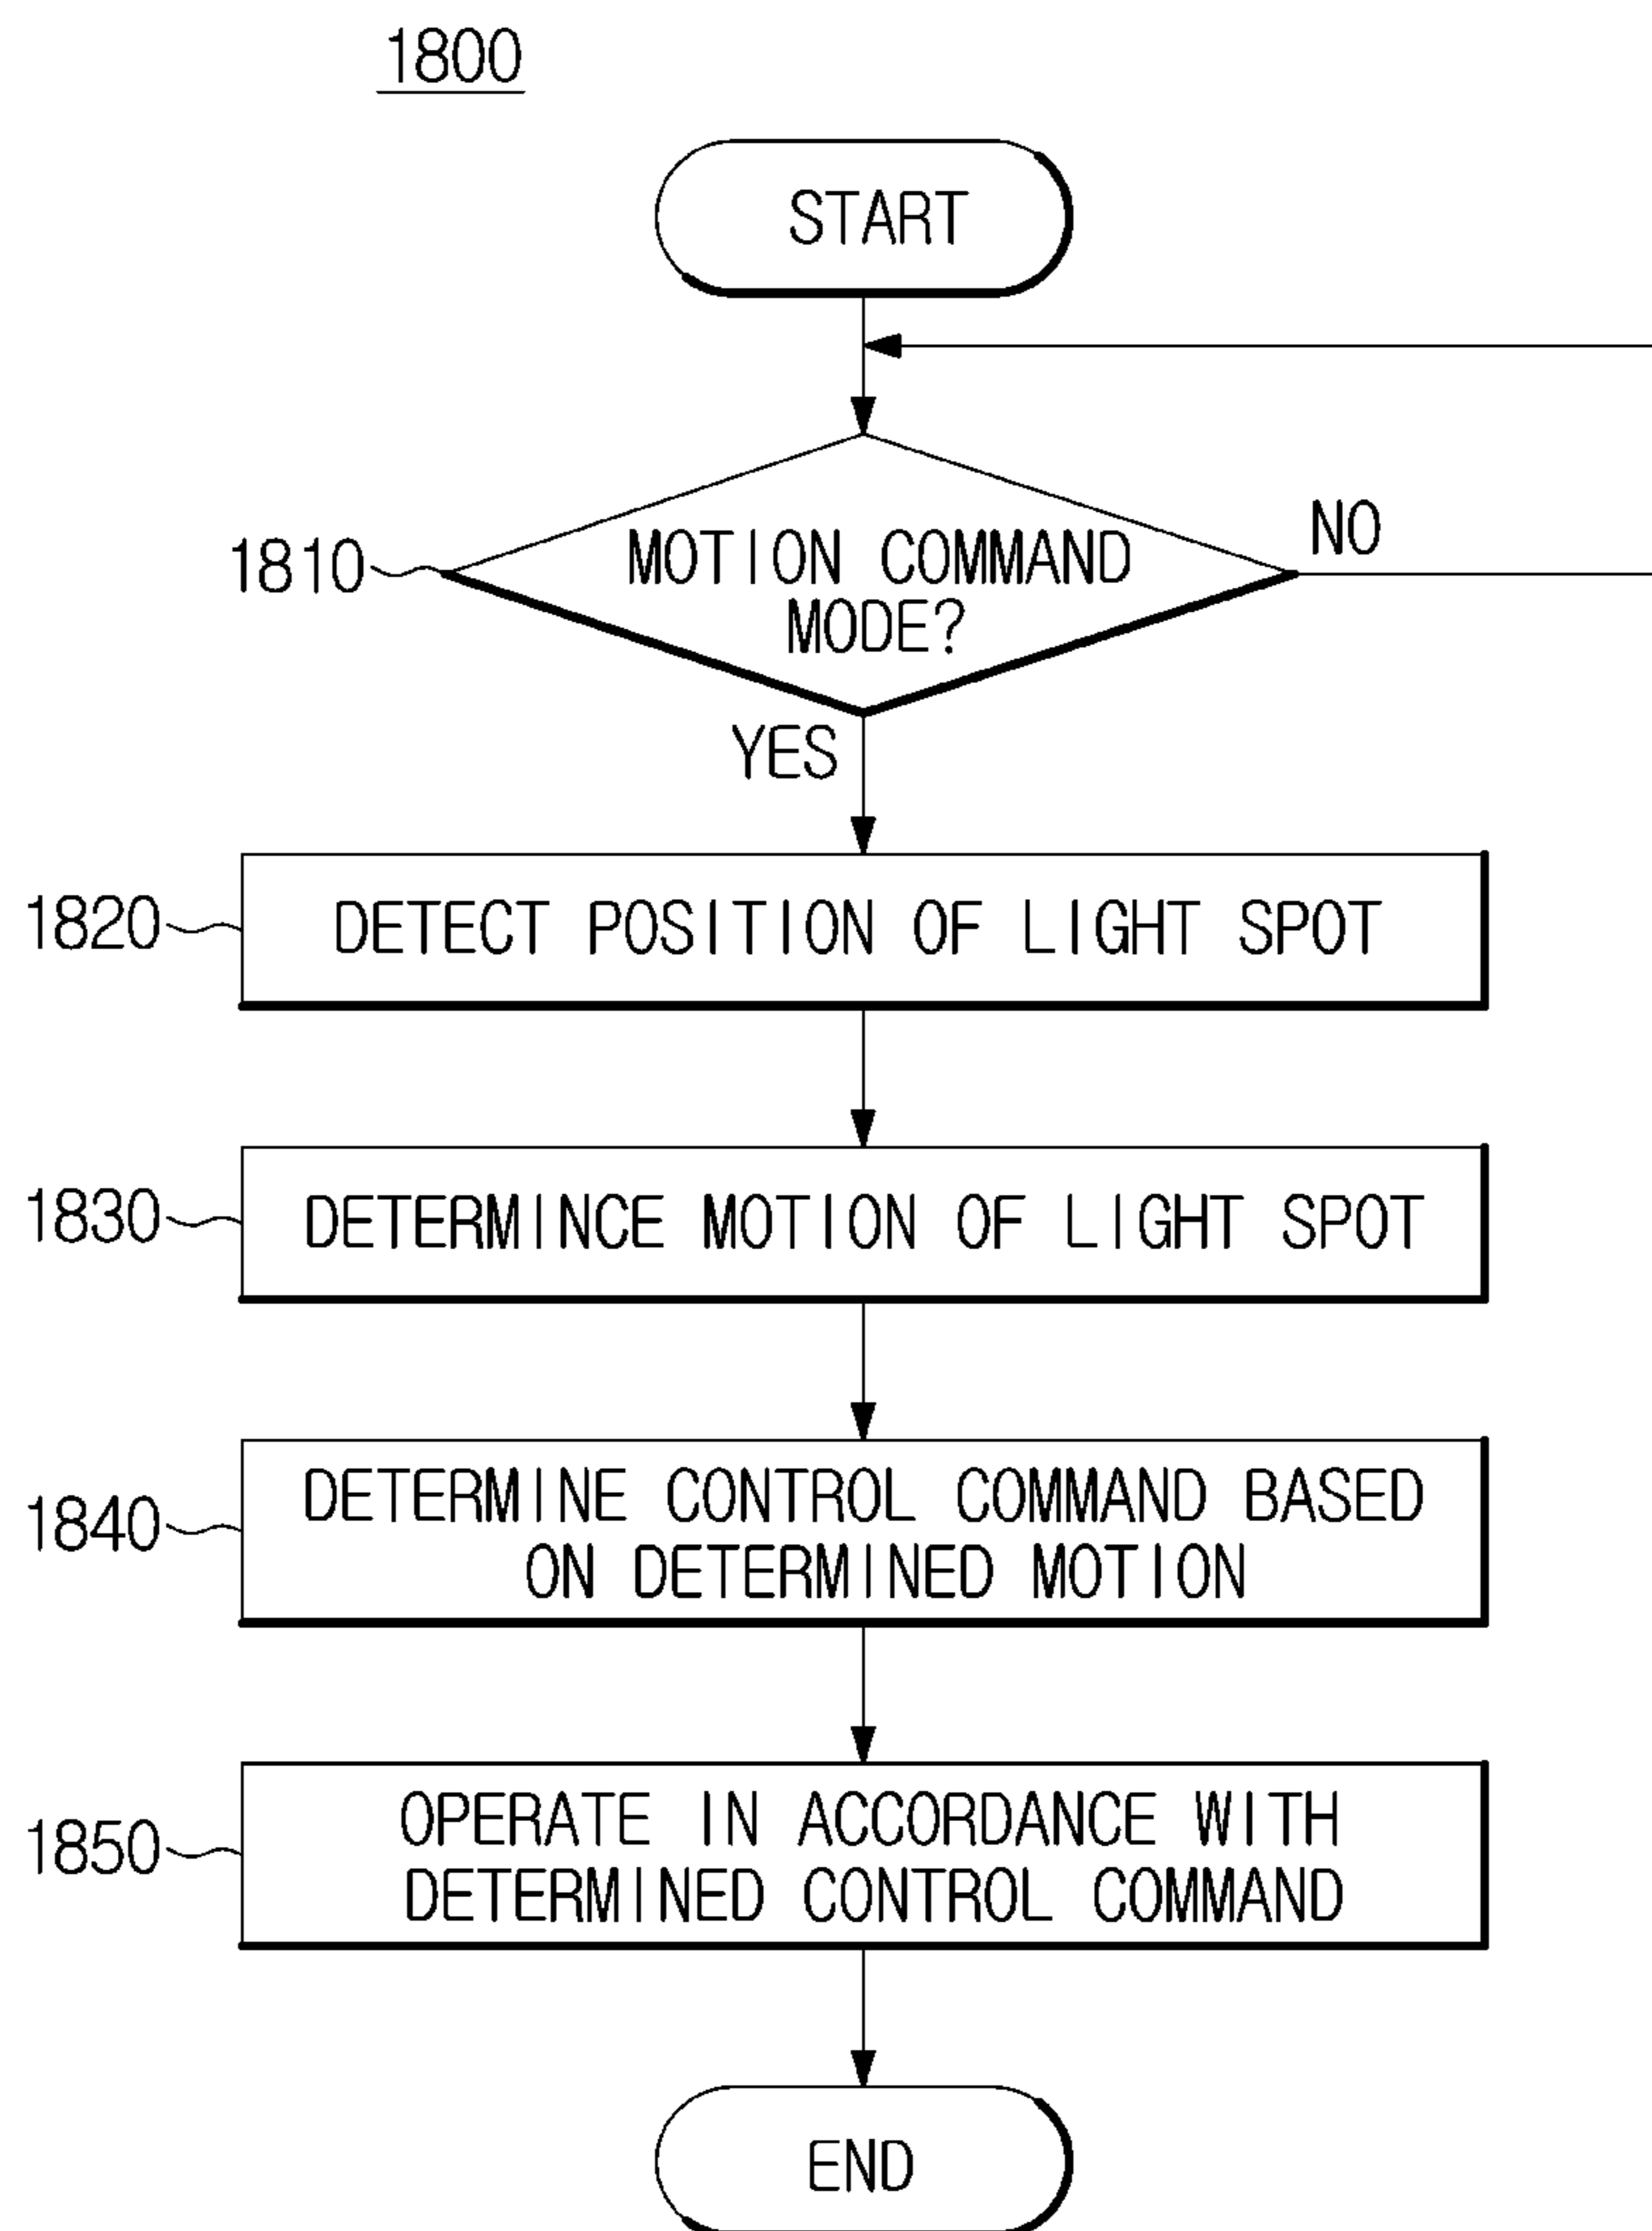 1800
START
1810
MOTION COMMAND
MODE?
NO
YES
1820
DETECT POSITION OF LIGHT SPOT
1830
DETERMINCE MOTION OF LIGHT SPOT
1840
DETERMINE CONTROL COMMAND BASED
ON DETERMINED MOTION
1850
OPERATE IN ACCORDANCE WITH
DETERMINED CONTROL COMMAND
END